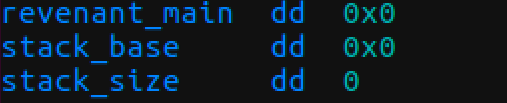 revenant_main dd 0x0
stack_base dd 0x0
stack_size dd 0